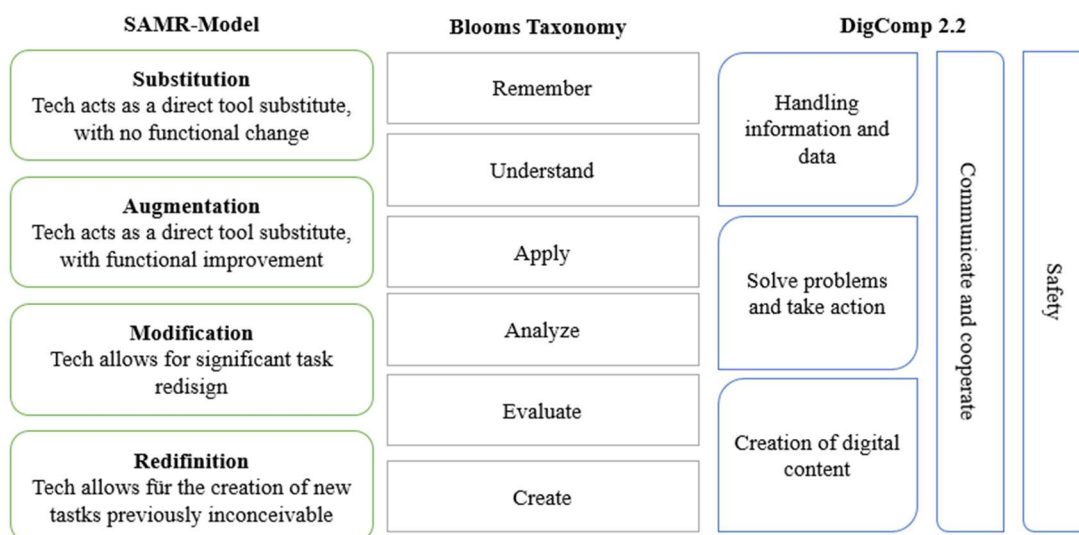 SAMR-Model
Substitution
Tech acts as a direct tool substitute,
with no functional change
Augmentation
Tech acts as a direct tool substitute,
with functional improvement
Modification
Tech allows for significant task
redisign
Redifinition
Tech allows für the creation of new
tastks previously inconceivable
Blooms Taxonomy
Remember
Understand
Apply
Analyze
Evaluate
Create
DigComp 2.2
Handling
information and
data
Solve problems
and take action
Creation of digital
content
Communicate and cooperate
Safety